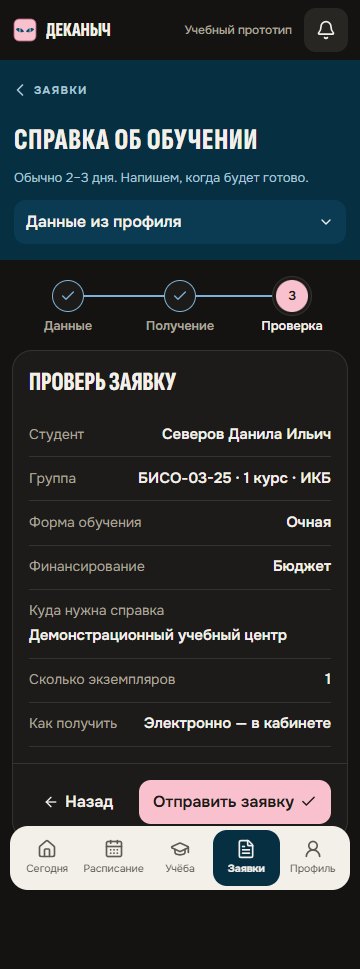 ДЕКАНЫЧ
Учебный прототип
ЗАЯВКИ
СПРАВКА ОБ ОБУЧЕНИИ
Обычно 2–3 дня. Напишем, когда будет готово.
Данные из профиля
3
Данные Получение Проверка
ПРОВЕРЬ ЗАЯВКУ
Студент Северов Данила Ильич
Группа БИСО-03-25 · 1 курс · ИКБ
Форма обучения Очная
Финансирование Бюджет
Куда нужна справка
Демонстрационный учебный центр
Сколько экземпляров 1
Как получить Электронно — в кабинете
Назад Отправить заявку
Сегодня Расписание Учёба Заявки Профиль